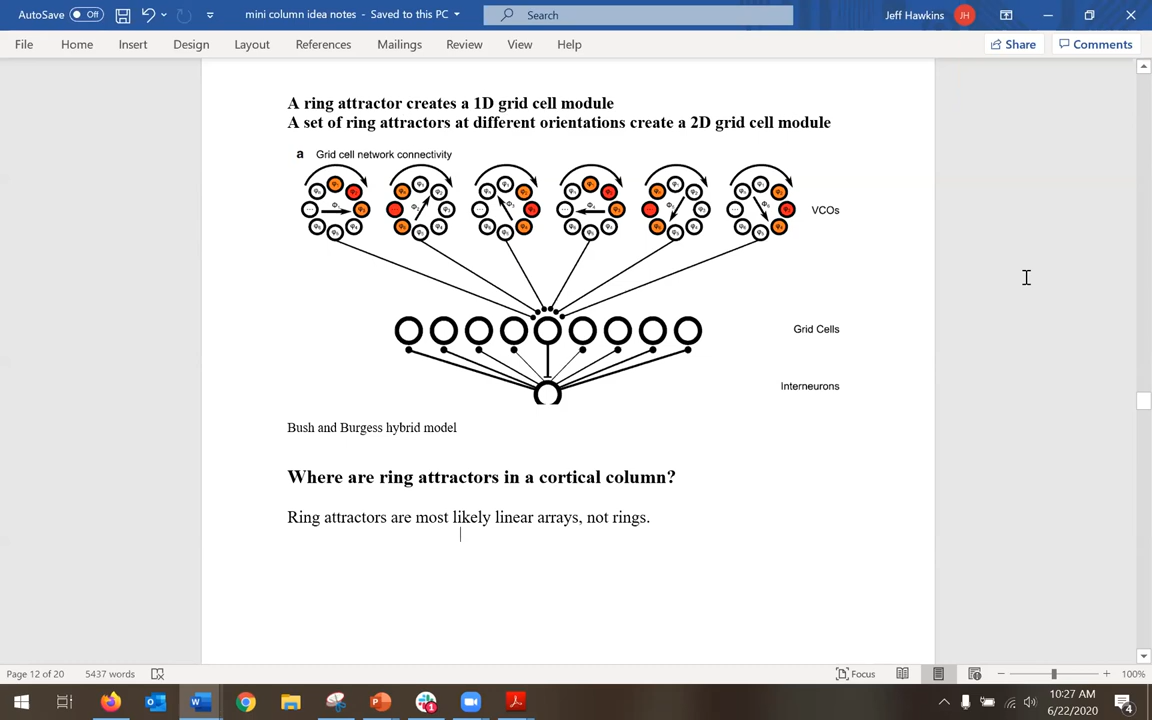 AutoSave Off
mini column idea notes - Saved to this PC
Search
Jeff Hawkins JH
File Home Insert Design Layout References Mailings Review View Help
Share Comments
A ring attractor creates a 1D grid cell module
A set of ring attractors at different orientations create a 2D grid cell module
a Grid cell network connectivity
VCOs
Grid Cells
Interneurons
Bush and Burgess hybrid model
Where are ring attractors in a cortical column?
Ring attractors are most likely linear arrays, not rings.
Page 12 of 20 5437 words
Focus
100%
10:27 AM
6/22/2020
4